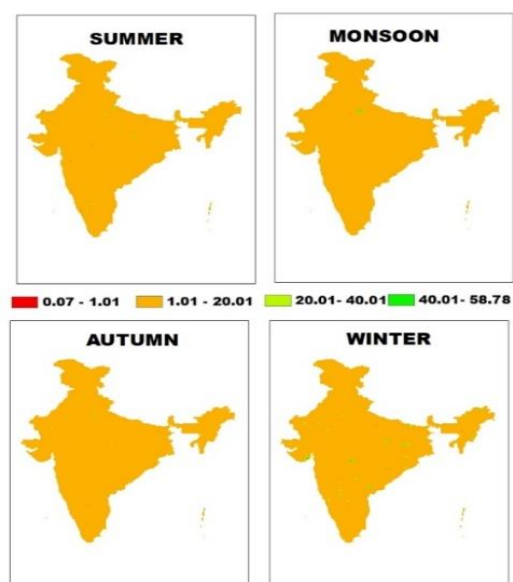 SUMMER
MONSOON
0.07 - 1.01
1.01 - 20.01
20.01- 40.01
40.01- 58.78
AUTUMN
WINTER